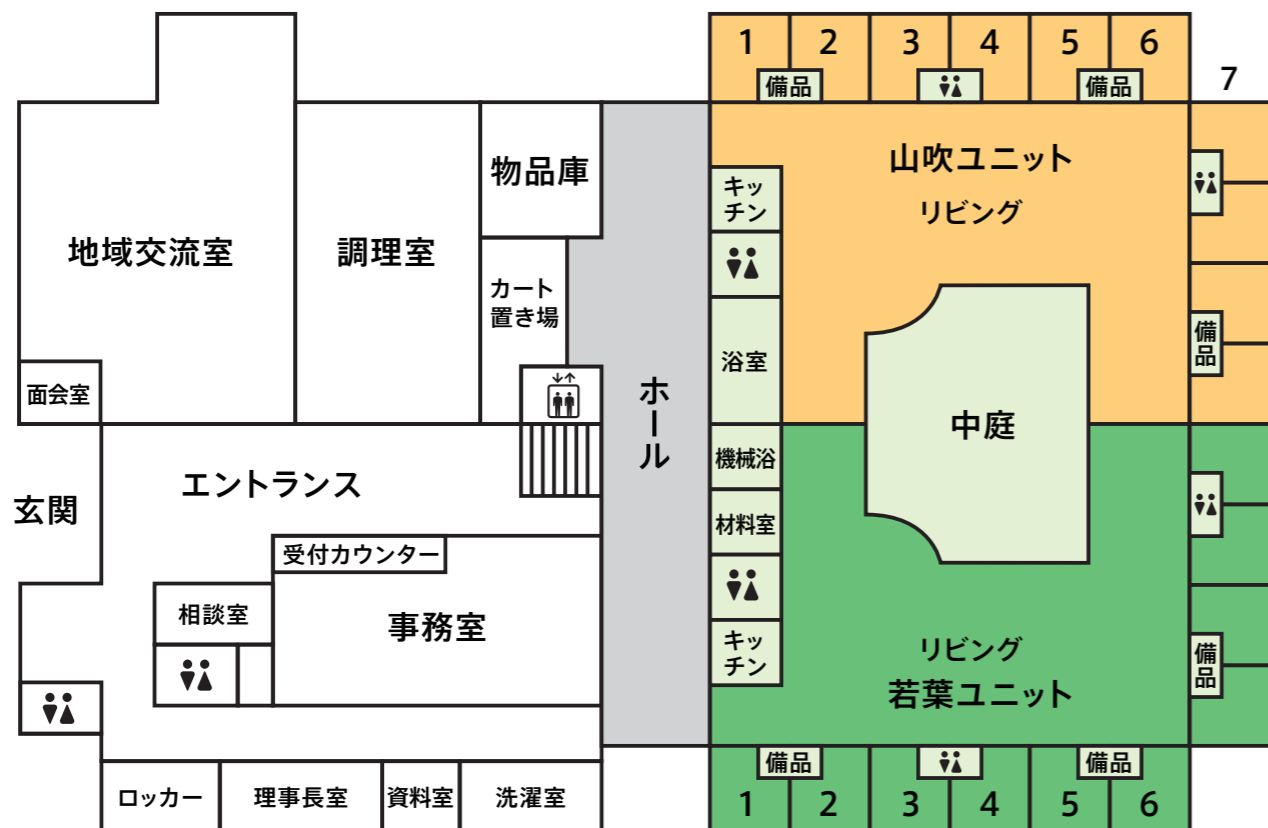 1 2 3 4 5 6
備品
備品
7
山吹ユニット
リビング
物品庫
キッ
チン
地域交流室
調理室
カート
置き場
浴室
備品
面会室
ホール
中庭
機械浴
エントランス
玄関
材料室
受付カウンター
相談室
事務室
キッ
チン
リビング
若葉ユニット
備品
備品
備品
ロッカー
理事長室
資料室
洗濯室
1 2 3 4 5 6